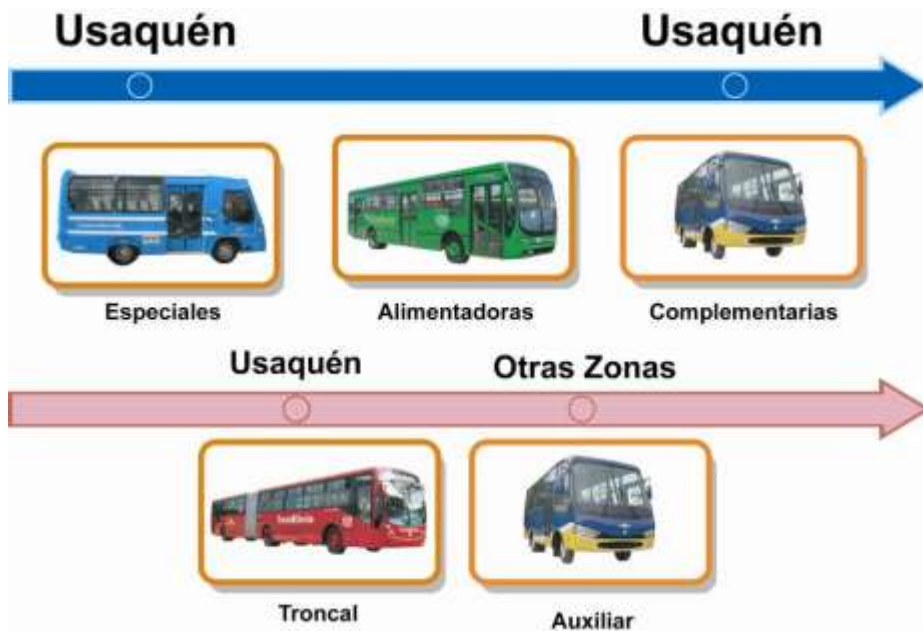 Usaquén Usaquén
Especiales Alimentadoras Complementarias
Usaquén Otras Zonas
Troncal Auxiliar